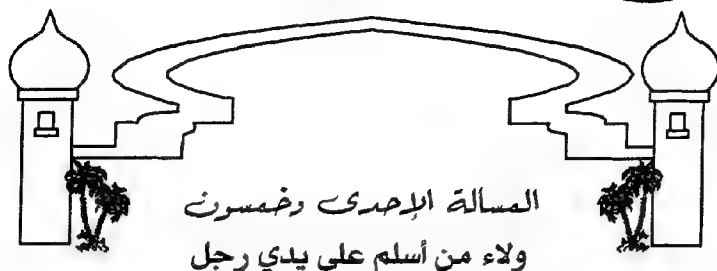 المسألة الإحدى وخمسون
ولاء من أسلم على يدي رجل